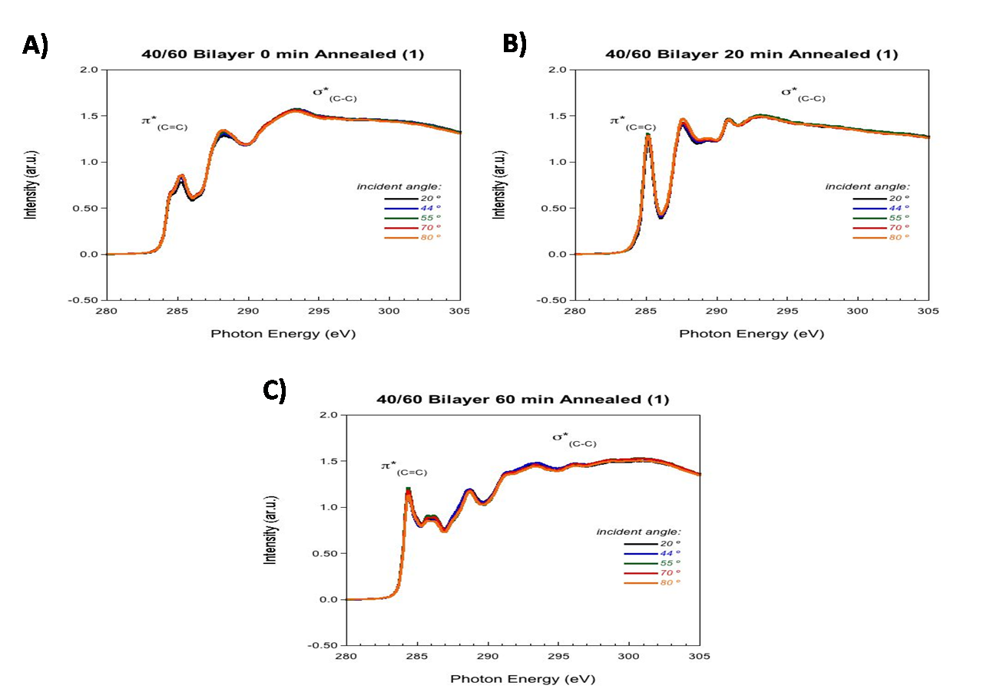 A)
40/60 Bilayer 0 min Annealed (1)
2.0
1.5
1.0
0.50
0.0
-0.50
Intensity (ar.u.)
π*(C=C)
σ*(C-C)
incident angle:
20 º
44 º
55 º
70 º
80 º
280 285 290 295 300 305
Photon Energy (eV)
B)
40/60 Bilayer 20 min Annealed (1)
2.0
1.5
1.0
0.50
0.0
-0.50
Intensity (ar.u.)
π*(C=C)
σ*(C-C)
incident angle:
20 º
44 º
55 º
70 º
80 º
280 285 290 295 300 305
Photon Energy (eV)
C)
40/60 Bilayer 60 min Annealed (1)
2.0
1.5
1.0
0.50
0.0
-0.50
Intensity (ar.u.)
π*(C=C)
σ*(C-C)
incident angle:
20 º
44 º
55 º
70 º
80 º
280 285 290 295 300 305
Photon Energy (eV)